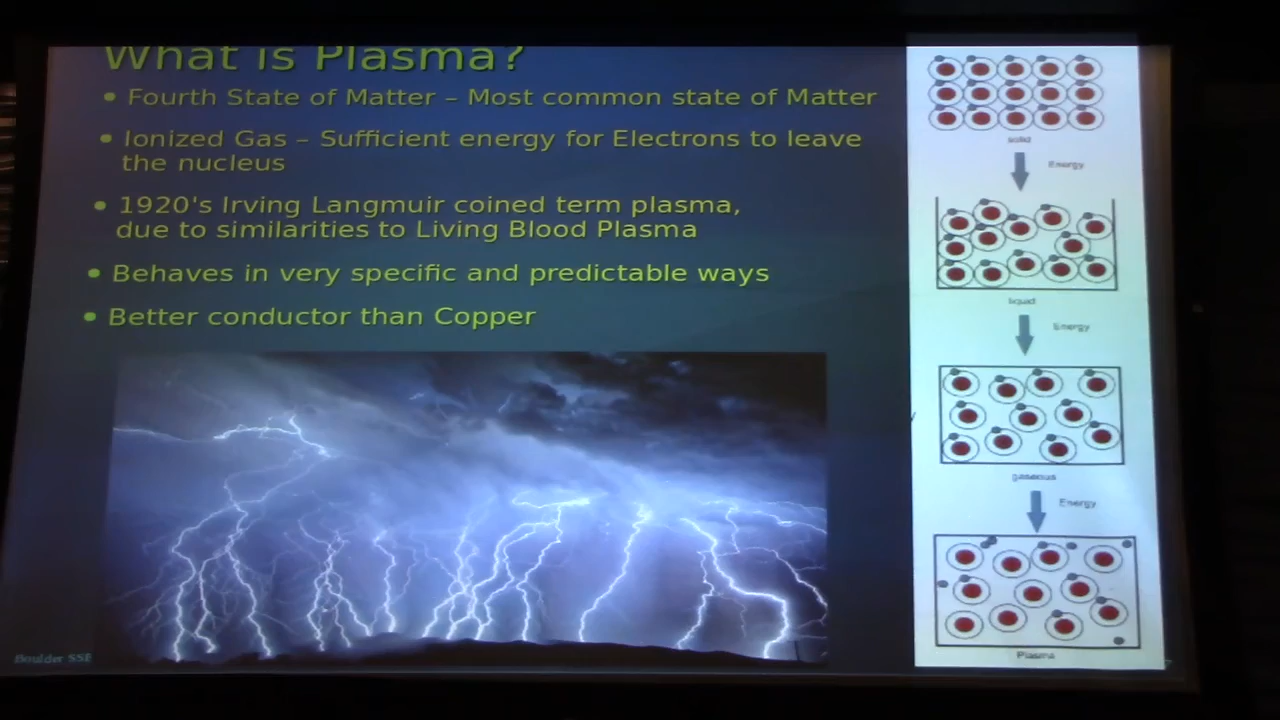 What is Plasma?
• Fourth State of Matter – Most common state of Matter
• Ionized Gas – Sufficient energy for Electrons to leave
the nucleus
• 1920's Irving Langmuir coined term plasma,
due to similarities to Living Blood Plasma
• Behaves in very specific and predictable ways
• Better conductor than Copper
Boulder SSE
solid
Energy
liquid
Energy
gaseous
Energy
Plasma